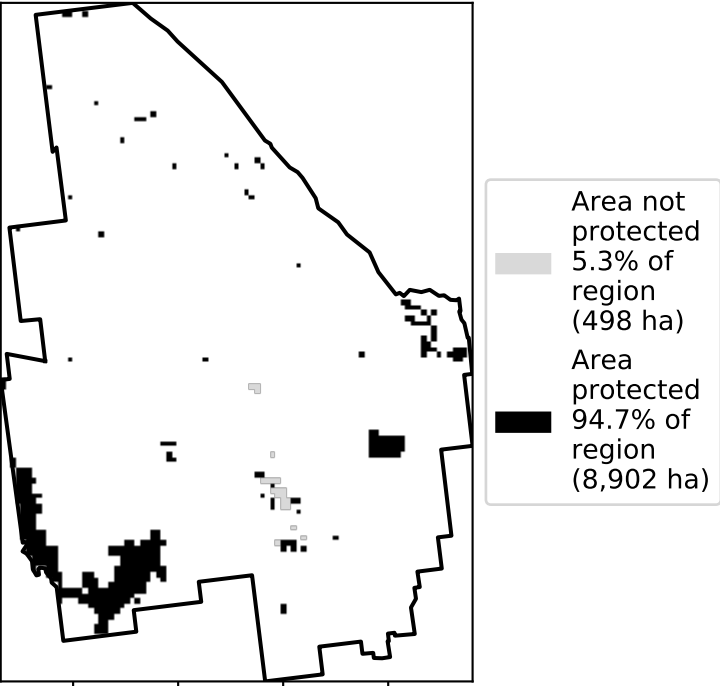 Area not
protected
5.3% of
region
(498 ha)
Area
protected
94.7% of
region
(8,902 ha)